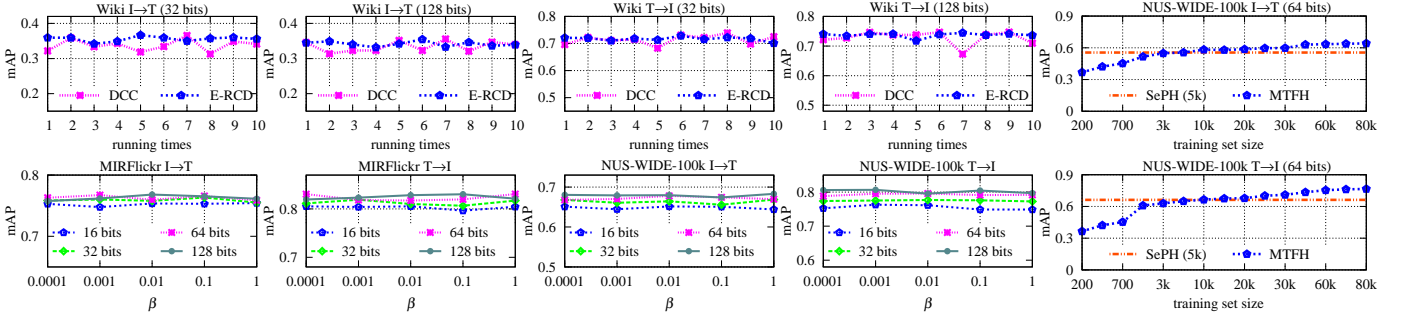 Wiki I→T (32 bits)
mAP
0.4
0.3
0.2
DCC
E-RCD
1 2 3 4 5 6 7 8 9 10
running times
Wiki I→T (128 bits)
mAP
0.4
0.3
0.2
DCC
E-RCD
1 2 3 4 5 6 7 8 9 10
running times
Wiki T→I (32 bits)
mAP
0.8
0.7
0.6
0.5
DCC
E-RCD
1 2 3 4 5 6 7 8 9 10
running times
Wiki T→I (128 bits)
mAP
0.8
0.7
0.6
0.5
DCC
E-RCD
1 2 3 4 5 6 7 8 9 10
running times
NUS-WIDE-100k I→T (64 bits)
mAP
0.9
0.6
0.3
0
SePH (5k)
MTFH
200 700 3k 10k 20k 30k 60k 80k
training set size
MIRFlickr I→T
mAP
0.8
0.7
16 bits
64 bits
32 bits
128 bits
0.0001 0.001 0.01 0.1 1
β
MIRFlickr T→I
mAP
0.8
0.7
16 bits
64 bits
32 bits
128 bits
0.0001 0.001 0.01 0.1 1
β
NUS-WIDE-100k I→T
mAP
0.7
0.6
0.5
16 bits
64 bits
32 bits
128 bits
0.0001 0.001 0.01 0.1 1
β
NUS-WIDE-100k T→I
mAP
0.8
0.7
0.6
16 bits
64 bits
32 bits
128 bits
0.0001 0.001 0.01 0.1 1
β
NUS-WIDE-100k T→I (64 bits)
mAP
0.9
0.6
0.3
0
SePH (5k)
MTFH
200 700 3k 10k 20k 30k 60k 80k
training set size